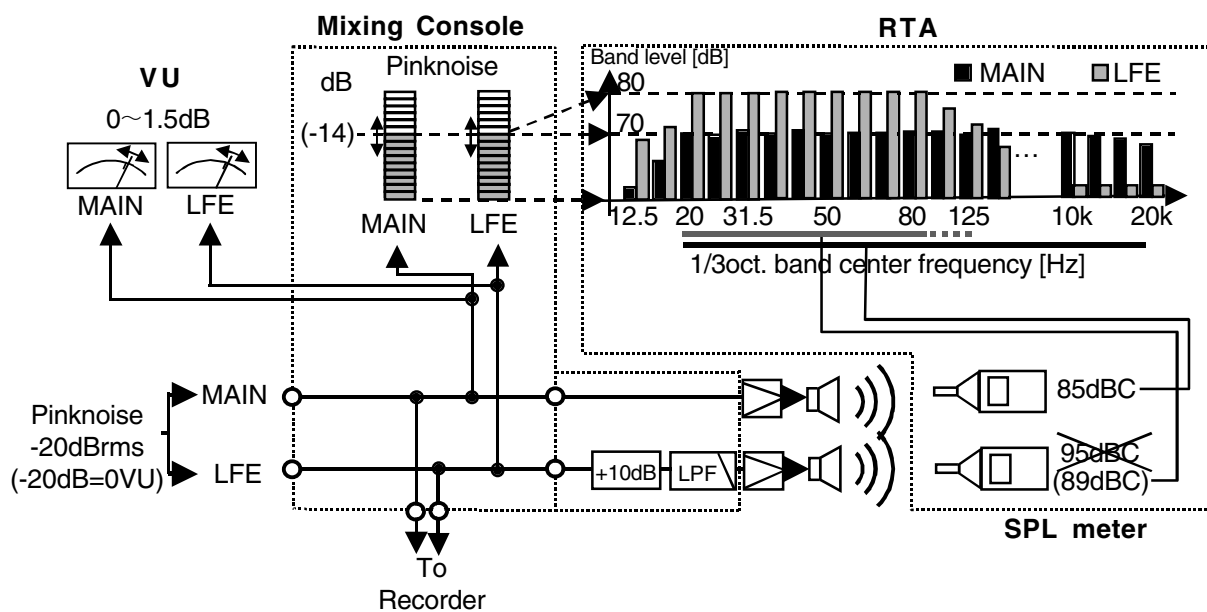 Mixing Console
RTA
VU
0～1.5dB
MAIN
LFE
dB
(-14)
Pinknoise
MAIN
LFE
Band level [dB]
MAIN
LFE
80
70
...
12.5 20 31.5 50 80 125 10k 20k
1/3oct. band center frequency [Hz]
Pinknoise
-20dBrms
(-20dB=0VU)
MAIN
LFE
+10dB
LPF
85dBC
95dBC
(89dBC)
SPL meter
To
Recorder